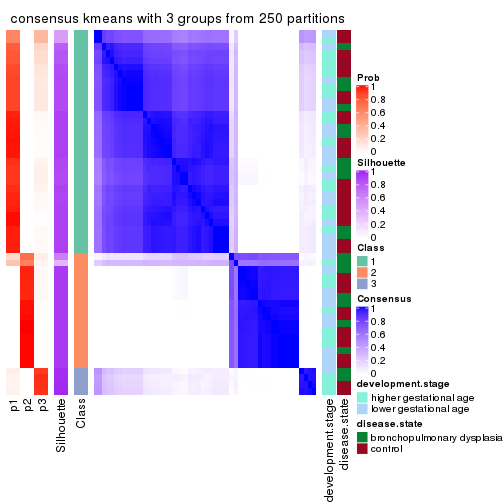 consensus kmeans with 3 groups from 250 partitions
Prob
1
0.8
0.6
0.4
0.2
0
Silhouette
1
0.8
0.6
0.4
0.2
0
Class
1
2
3
Consensus
1
0.8
0.6
0.4
0.2
0
development.stage
higher gestational age
lower gestational age
disease.state
bronchopulmonary dysplasia
control
p1
p2
p3
Silhouette
Class
development.stage
disease.state